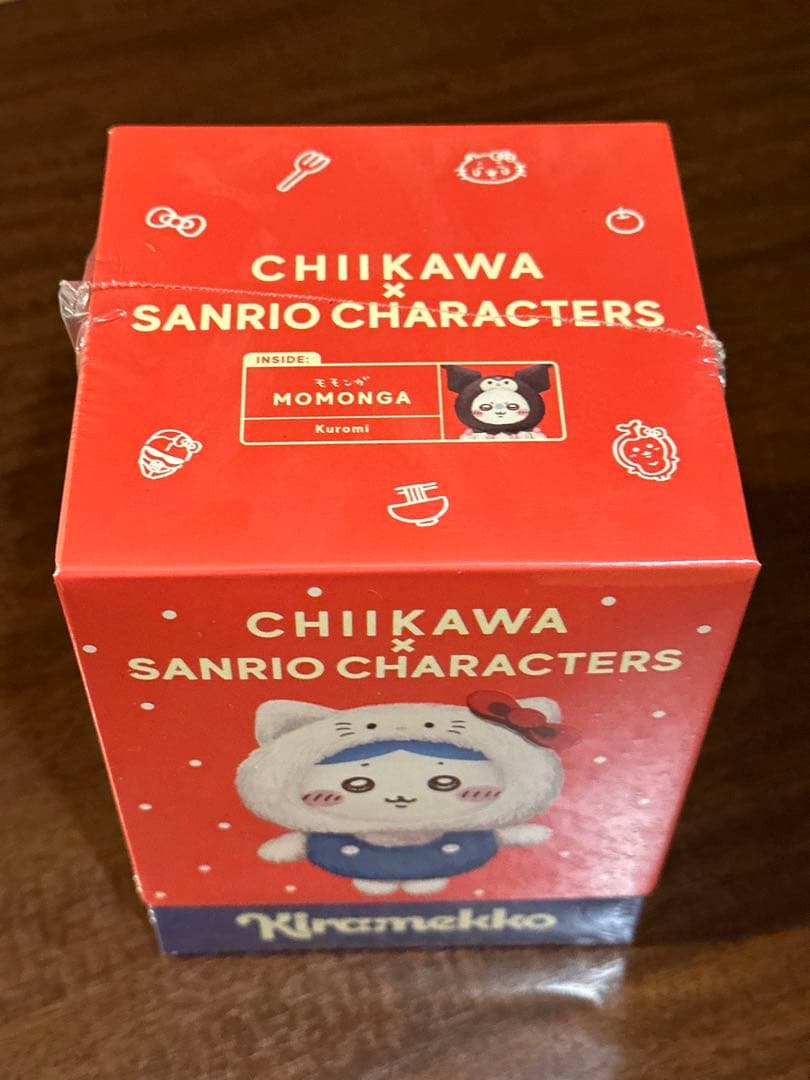 CHIIKAWA
×
SANRIO CHARACTERS
INSIDE:
モモンガ
MOMONGA
Kuromi
CHIIKAWA
×
SANRIO CHARACTERS
Kiramekko